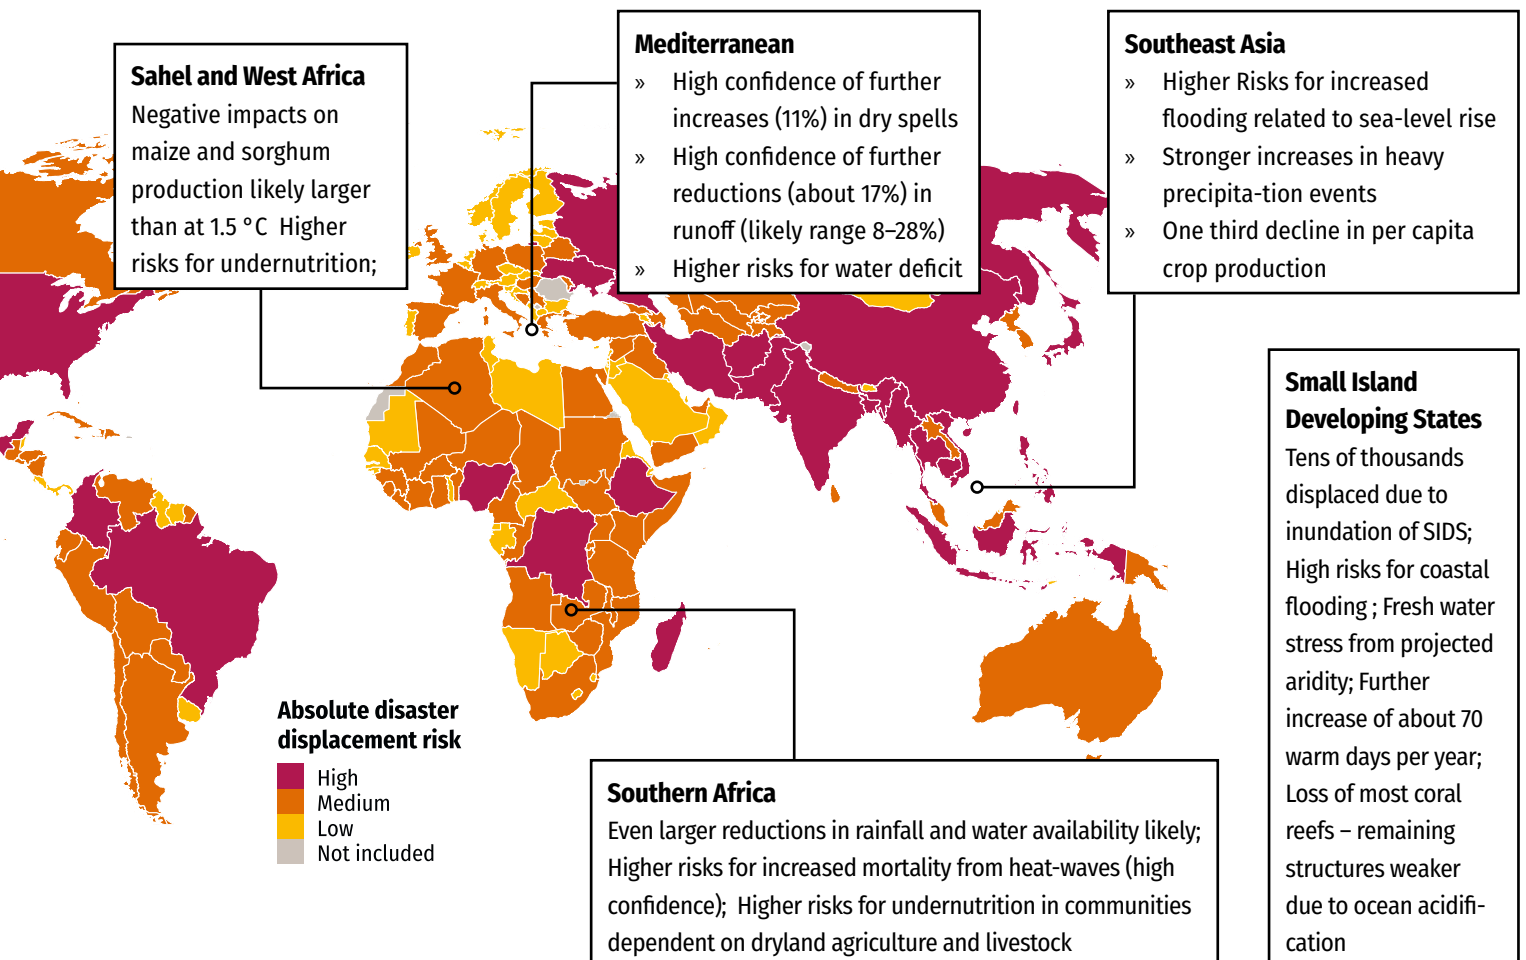 Sahel and West Africa
Negative impacts on
maize and sorghum
production likely larger
than at 1.5 °C  Higher
risks for undernutrition;
Mediterranean
» High confidence of further
increases (11%) in dry spells
» High confidence of further
reductions (about 17%) in
runoff (likely range 8–28%)
» Higher risks for water deficit
Southeast Asia
» Higher Risks for increased
flooding related to sea-level rise
» Stronger increases in heavy
precipita-tion events
» One third decline in per capita
crop production
Small Island
Developing States
Tens of thousands
displaced due to
inundation of SIDS;
High risks for coastal
flooding ; Fresh water
stress from projected
aridity; Further
increase of about 70
warm days per year;
Loss of most coral
reefs – remaining
structures weaker
due to ocean acidifi-
cation
Absolute disaster
displacement risk
High
Medium
Low
Not included
Southern Africa
Even larger reductions in rainfall and water availability likely;
Higher risks for increased mortality from heat-waves (high
confidence);  Higher risks for undernutrition in communities
dependent on dryland agriculture and livestock